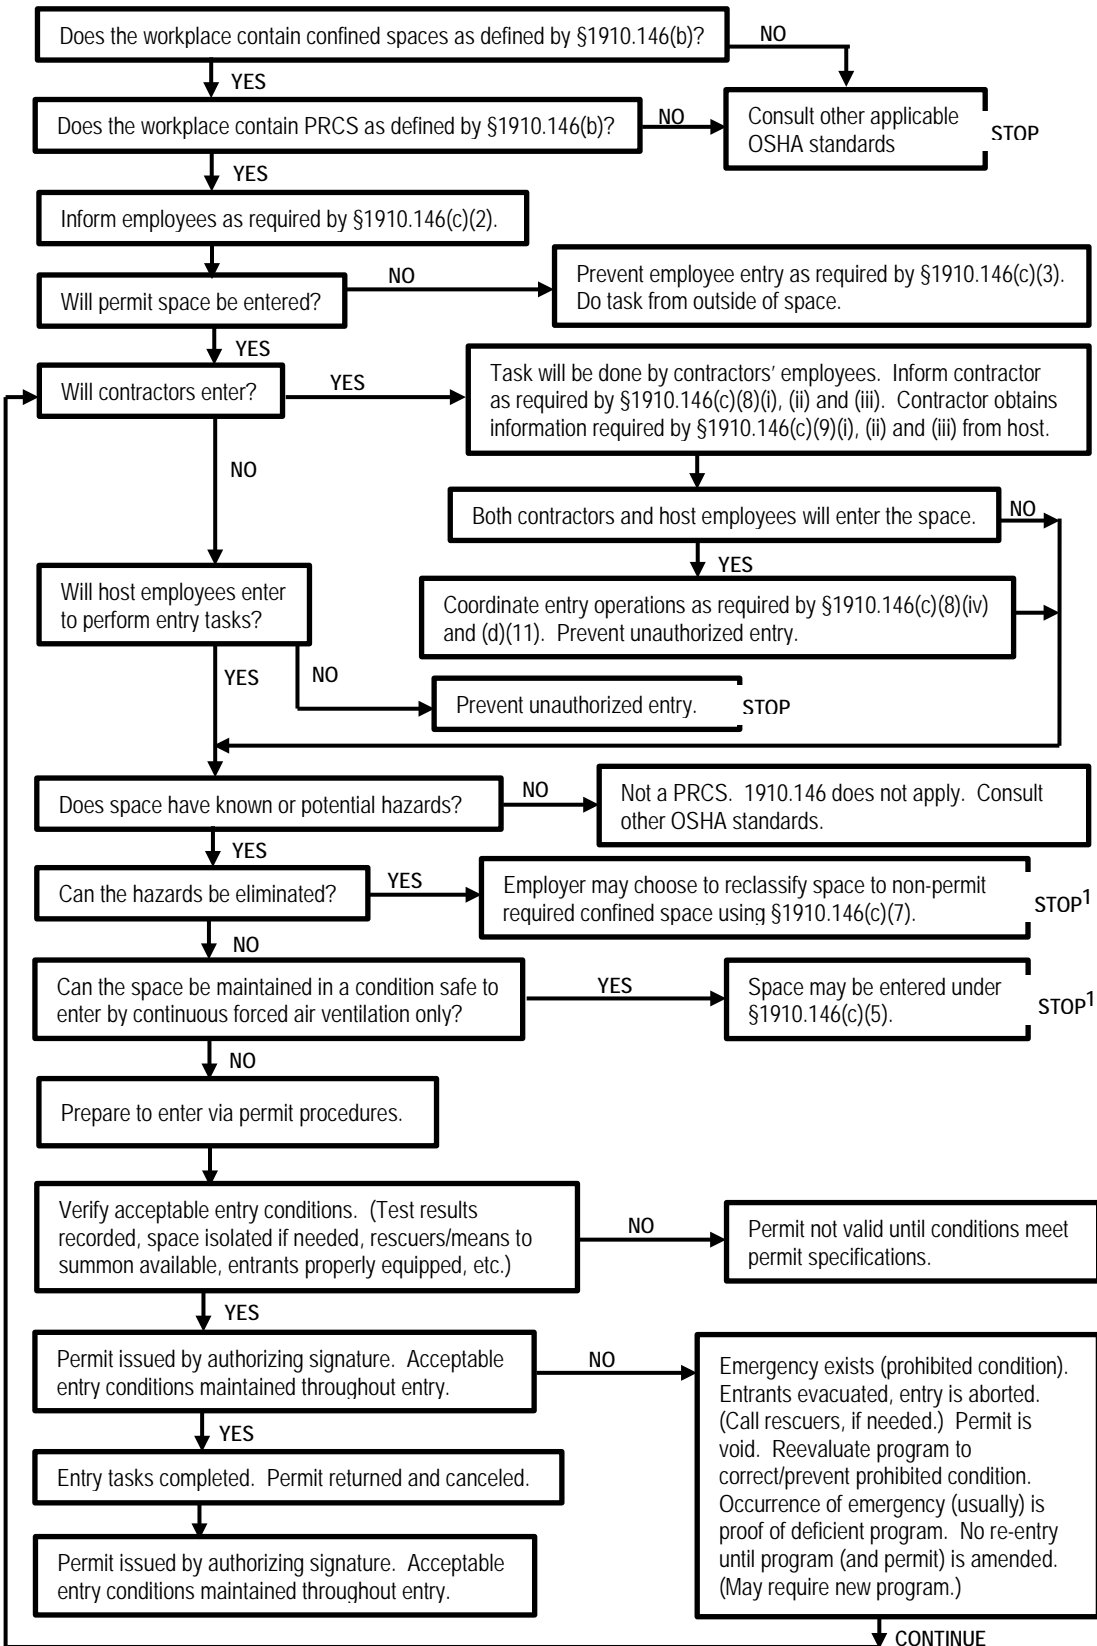 Does the workplace contain confined spaces as defined by §1910.146(b)?
NO
YES
Does the workplace contain PRCS as defined by §1910.146(b)?
NO
Consult other applicable
OSHA standards
STOP
YES
Inform employees as required by §1910.146(c)(2).
Will permit space be entered?
NO
Prevent employee entry as required by §1910.146(c)(3).
Do task from outside of space.
YES
Will contractors enter?
YES
Task will be done by contractors' employees. Inform contractor
as required by §1910.146(c)(8)(i), (ii) and (iii). Contractor obtains
information required by §1910.146(c)(9)(i), (ii) and (iii) from host.
NO
Both contractors and host employees will enter the space.
NO
YES
Will host employees enter
to perform entry tasks?
Coordinate entry operations as required by §1910.146(c)(8)(iv)
and (d)(11). Prevent unauthorized entry.
YES
NO
Prevent unauthorized entry.
STOP
Does space have known or potential hazards?
NO
Not a PRCS. 1910.146 does not apply. Consult
other OSHA standards.
YES
Can the hazards be eliminated?
YES
Employer may choose to reclassify space to non-permit
required confined space using §1910.146(c)(7).
STOP1
NO
Can the space be maintained in a condition safe to
enter by continuous forced air ventilation only?
YES
Space may be entered under
§1910.146(c)(5).
STOP1
NO
Prepare to enter via permit procedures.
Verify acceptable entry conditions. (Test results
recorded, space isolated if needed, rescuers/means to
summon available, entrants properly equipped, etc.)
NO
Permit not valid until conditions meet
permit specifications.
YES
Permit issued by authorizing signature. Acceptable
entry conditions maintained throughout entry.
NO
Emergency exists (prohibited condition).
Entrants evacuated, entry is aborted.
(Call rescuers, if needed.) Permit is
void. Reevaluate program to
correct/prevent prohibited condition.
Occurrence of emergency (usually) is
proof of deficient program. No re-entry
until program (and permit) is amended.
(May require new program.)
YES
Entry tasks completed. Permit returned and canceled.
Permit issued by authorizing signature. Acceptable
entry conditions maintained throughout entry.
CONTINUE